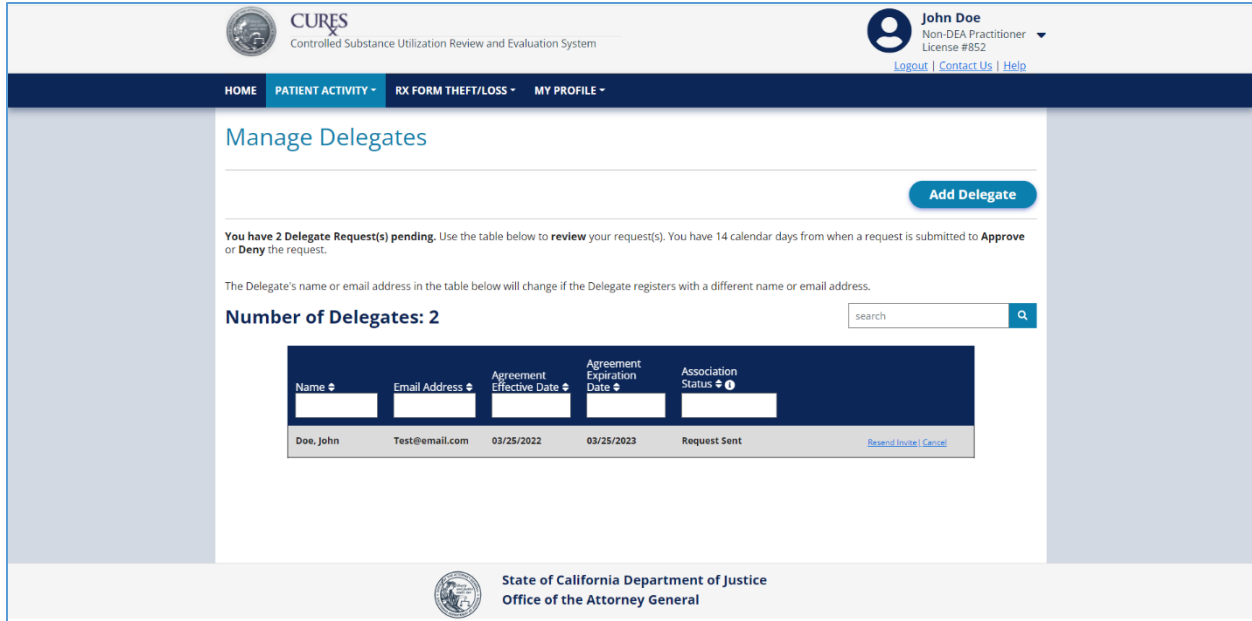 CURES
Controlled Substance Utilization Review and Evaluation System
John Doe
Non-DEA Practitioner
License #852
Logout | Contact Us | Help
HOME PATIENT ACTIVITY RX FORM THEFT/LOSS MY PROFILE
Manage Delegates
Add Delegate
You have 2 Delegate Request(s) pending. Use the table below to review your request(s). You have 14 calendar days from when a request is submitted to Approve
or Deny the request.
The Delegate's name or email address in the table below will change if the Delegate registers with a different name or email address.
Number of Delegates: 2
search
Name Email Address Agreement Effective Date Agreement Expiration Date Association Status
Doe, John Test@email.com 03/25/2022 03/25/2023 Request Sent Resend Invite | Cancel
State of California Department of Justice
Office of the Attorney General